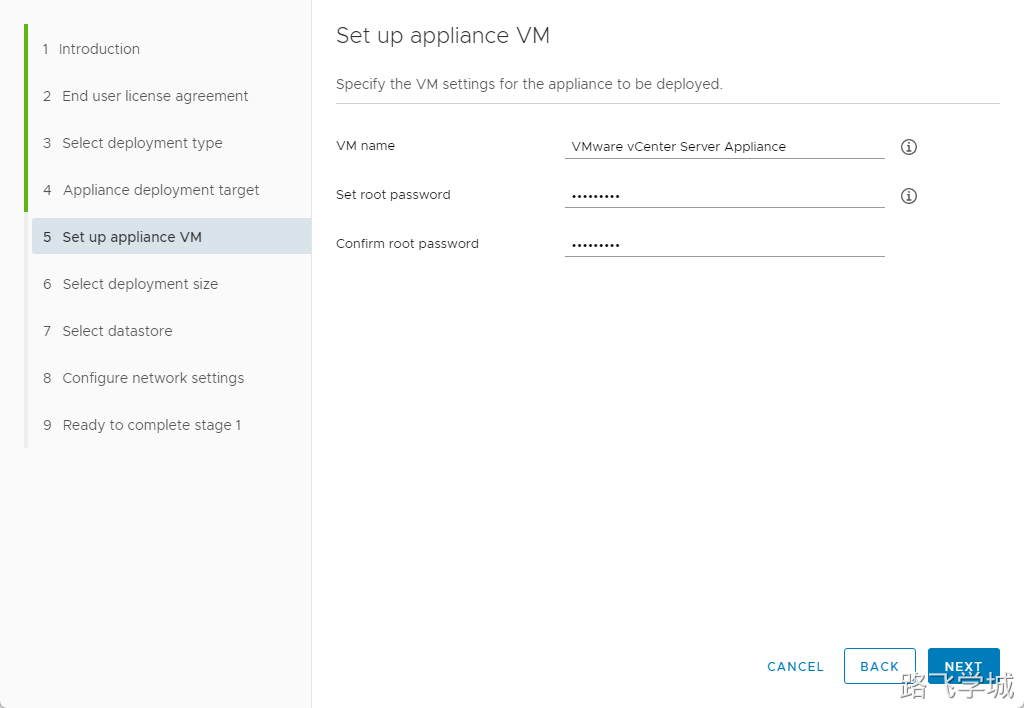 1 Introduction
2 End user license agreement
3 Select deployment type
4 Appliance deployment target
5 Set up appliance VM
6 Select deployment size
7 Select datastore
8 Configure network settings
9 Ready to complete stage 1
Set up appliance VM
Specify the VM settings for the appliance to be deployed.
VM name VMware vCenter Server Appliance
Set root password •••••••••
Confirm root password •••••••••
CANCEL BACK NEXT
路飞学城